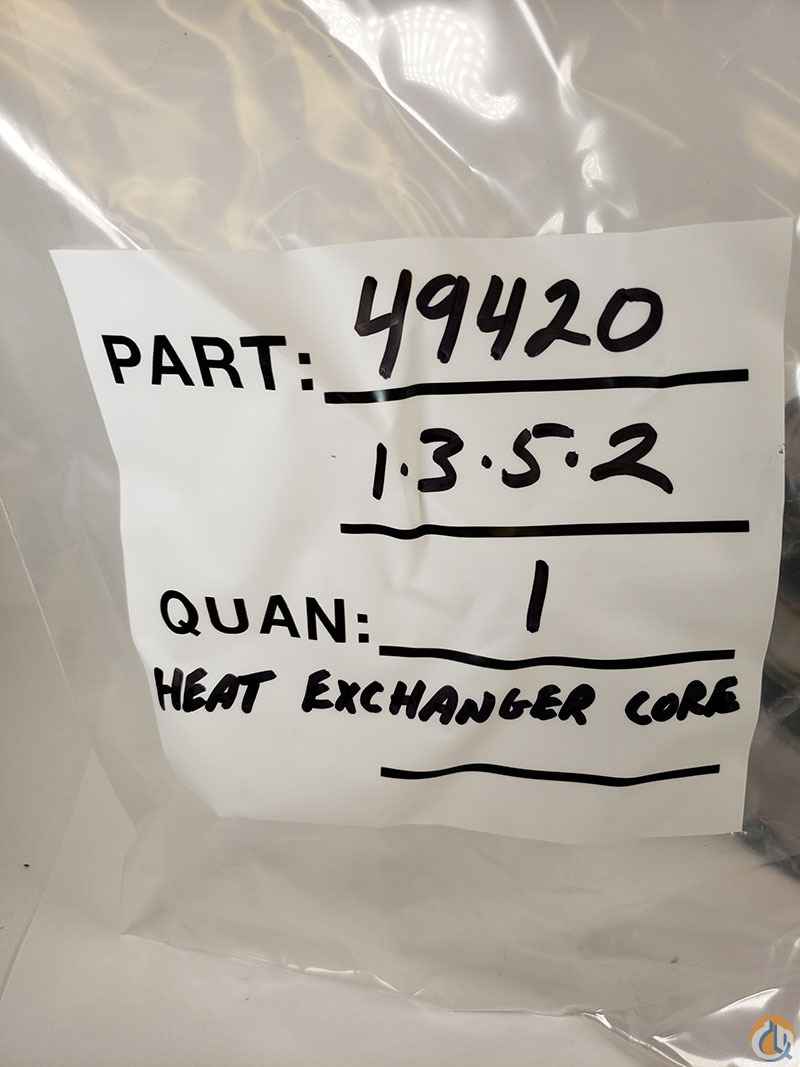 PART: 49420
1·3·5·2
QUAN: 1
HEAT EXCHANGER CORE